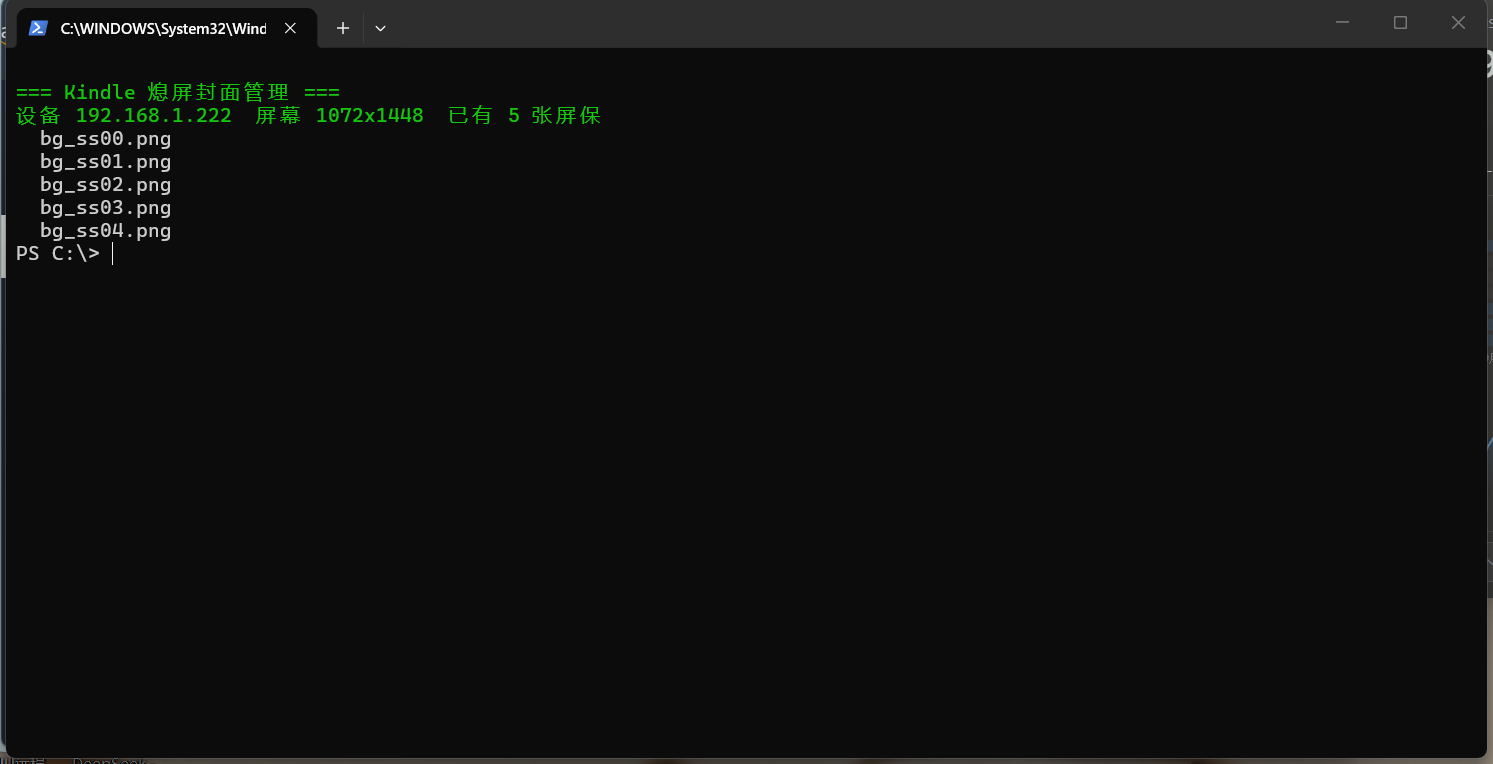 C:\WINDOWS\System32\Wind
=== Kindle 熄屏封面管理 ===
设备 192.168.1.222 屏幕 1072x1448 已有 5 张屏保
bg_ss00.png
bg_ss01.png
bg_ss02.png
bg_ss03.png
bg_ss04.png
PS C:\>